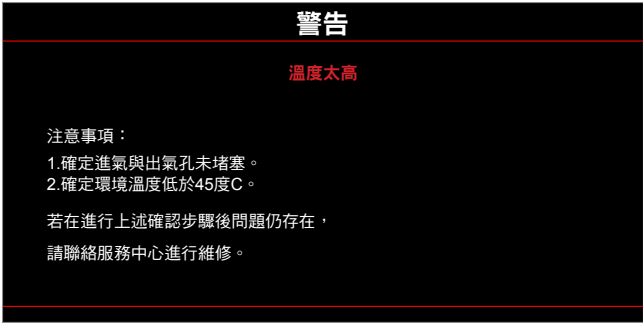 警告
溫度太高
注意事項：
1.確定進氣與出氣孔未堵塞。
2.確定環境溫度低於45度C。
若在進行上述確認步驟後問題仍存在，
請聯絡服務中心進行維修。